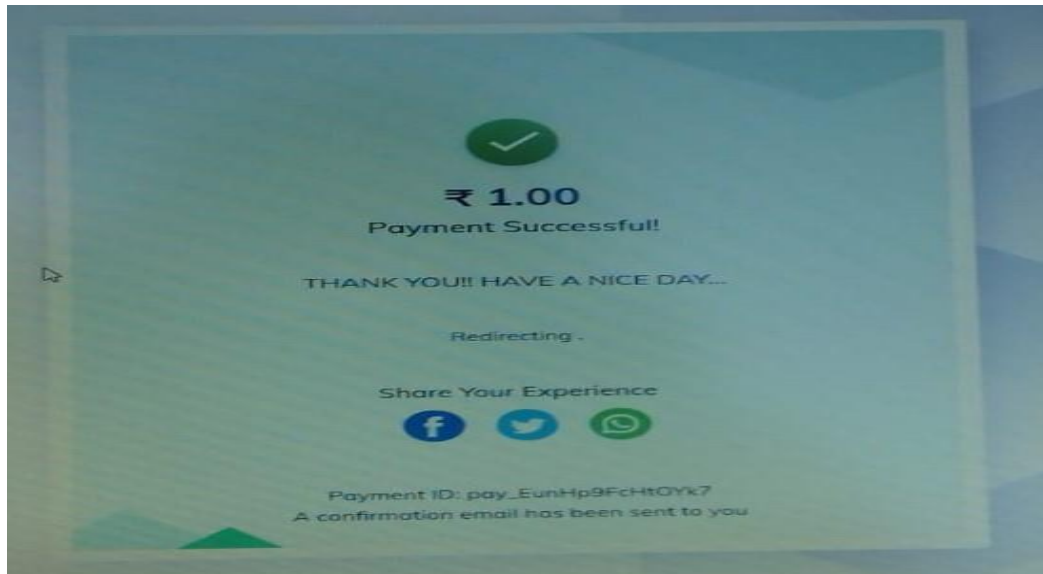 ₹ 1.00
Payment Successful!
THANK YOU!! HAVE A NICE DAY...
Redirecting .
Share Your Experience
Payment ID: pay_EunHp9FcHtOYk7
A confirmation email has been sent to you